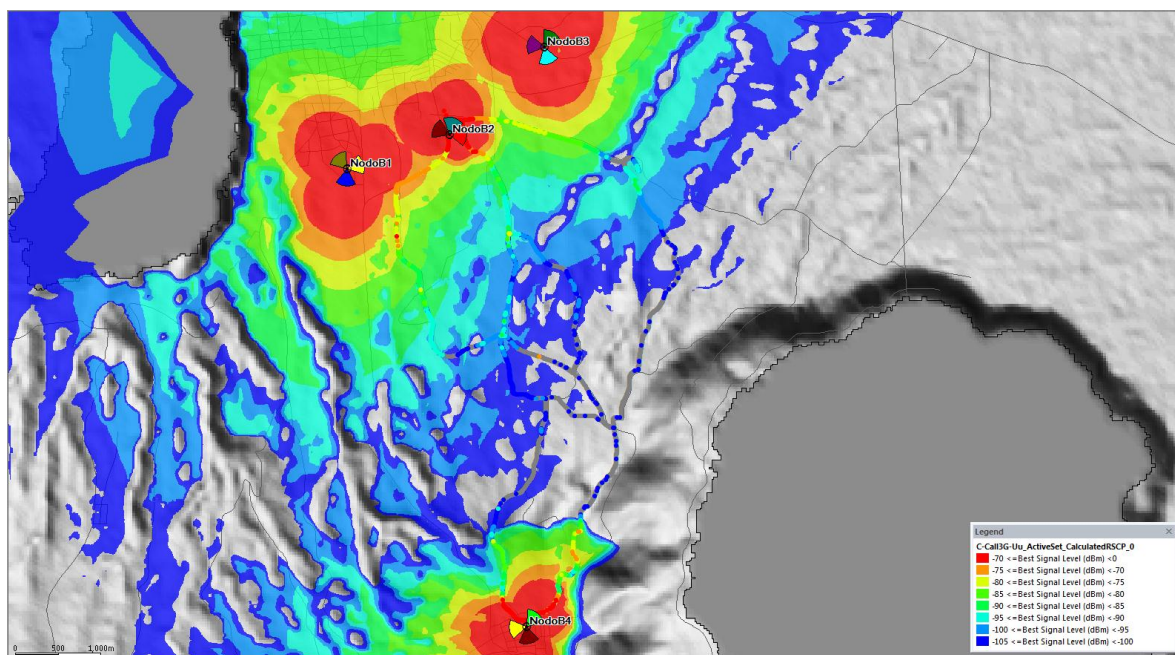 NodoB3
NodoB2
NodoB1
NodoB4
0 500 1,000m
Legend
C-Call3G-Uu_ActiveSet_CalculatedRSCP_0
-70 <=Best Signal Level (dBm) <0
-75 <=Best Signal Level (dBm) <-70
-80 <=Best Signal Level (dBm) <-75
-85 <=Best Signal Level (dBm) <-80
-90 <=Best Signal Level (dBm) <-85
-95 <=Best Signal Level (dBm) <-90
-100 <=Best Signal Level (dBm) <-95
-105 <=Best Signal Level (dBm) <-100